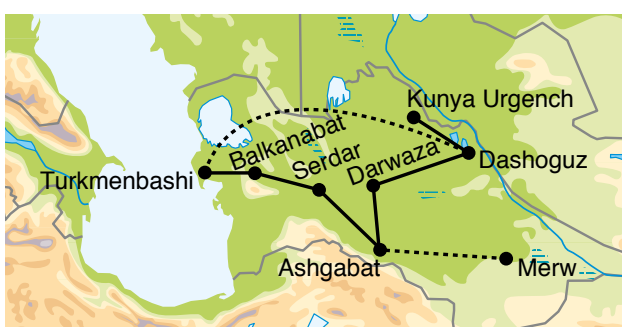 Kunya Urgench
Balkanabat
Serdar
Darwaza
Dashoguz
Turkmenbashi
Ashgabat
Merw